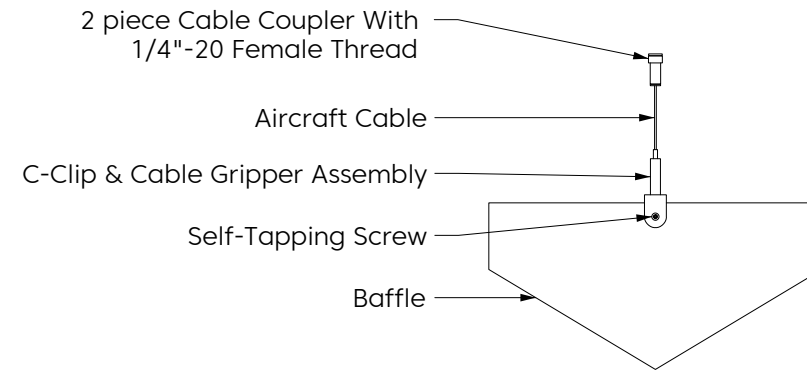 2 piece Cable Coupler With
1/4"-20 Female Thread
Aircraft Cable
C-Clip & Cable Gripper Assembly
Self-Tapping Screw
Baffle